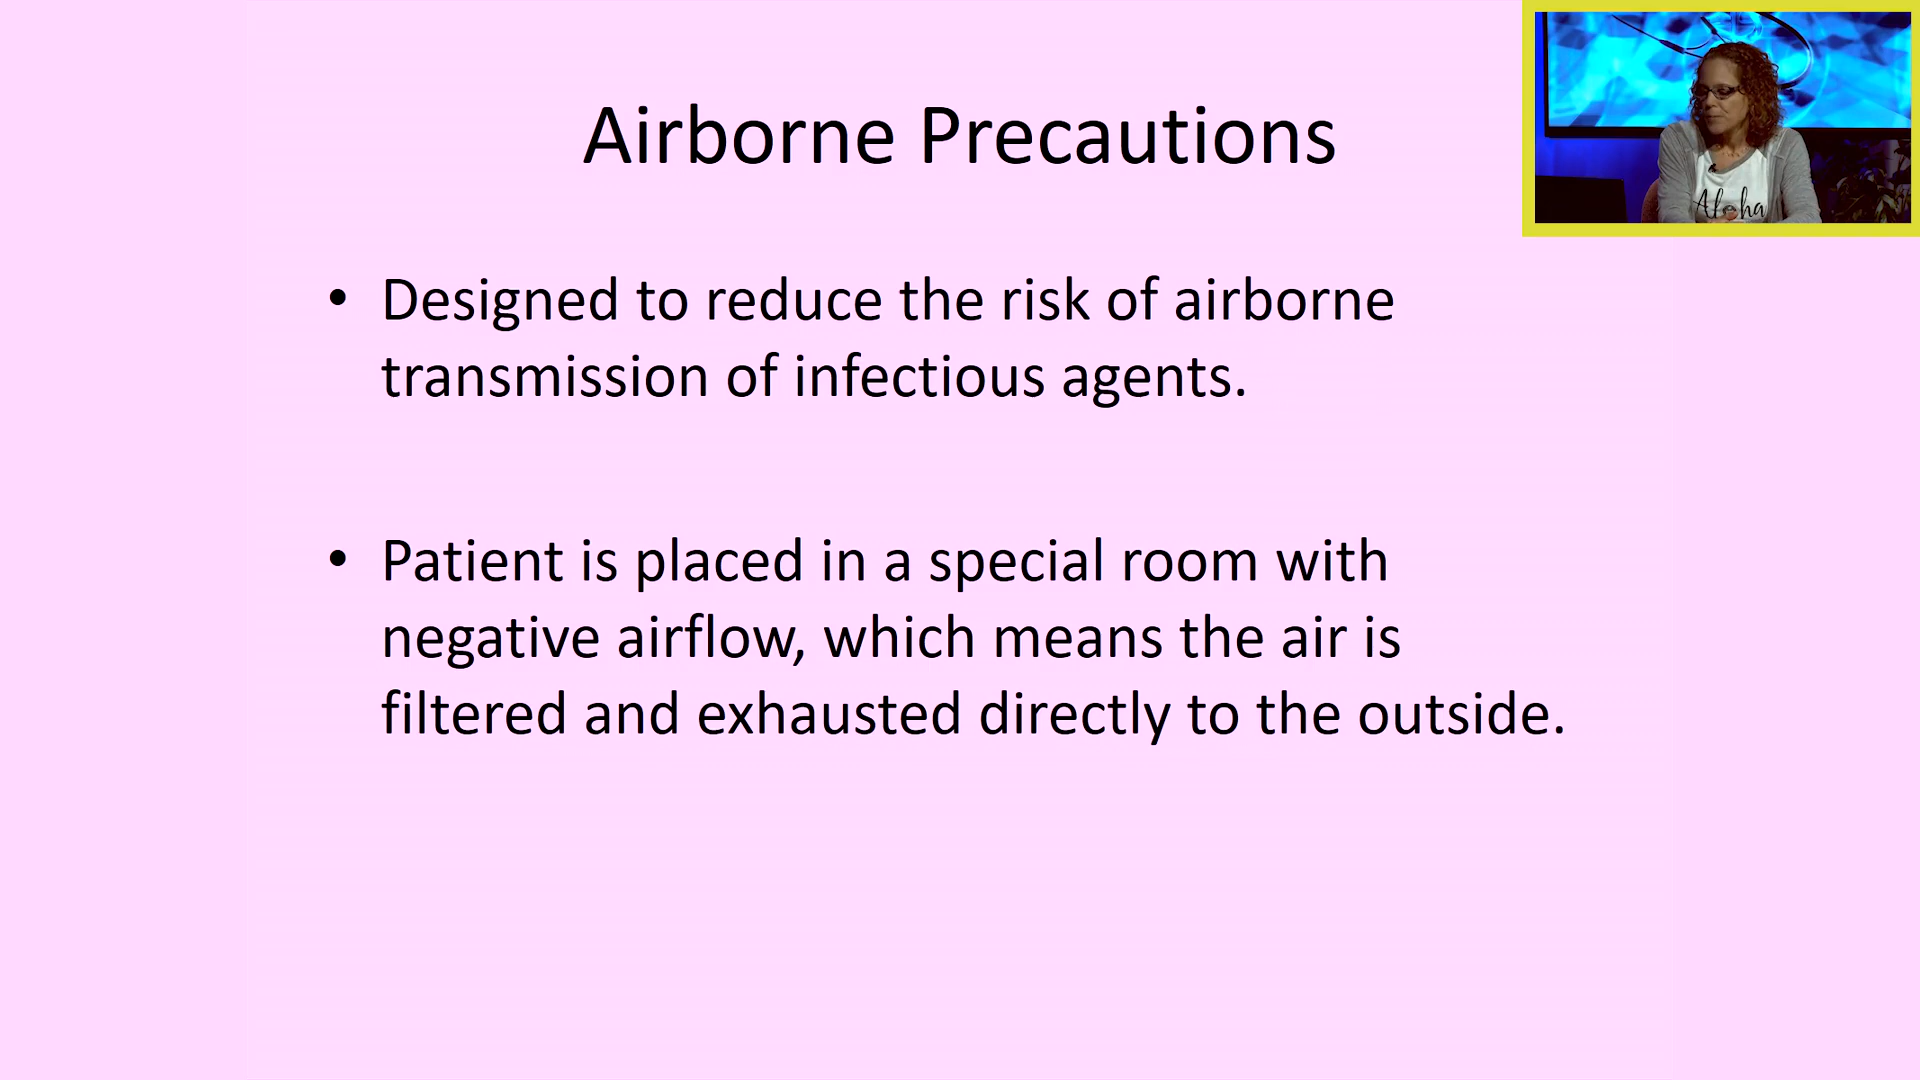 Airborne Precautions
• Designed to reduce the risk of airborne
transmission of infectious agents.
• Patient is placed in a special room with
negative airflow, which means the air is
filtered and exhausted directly to the outside.
Aloha